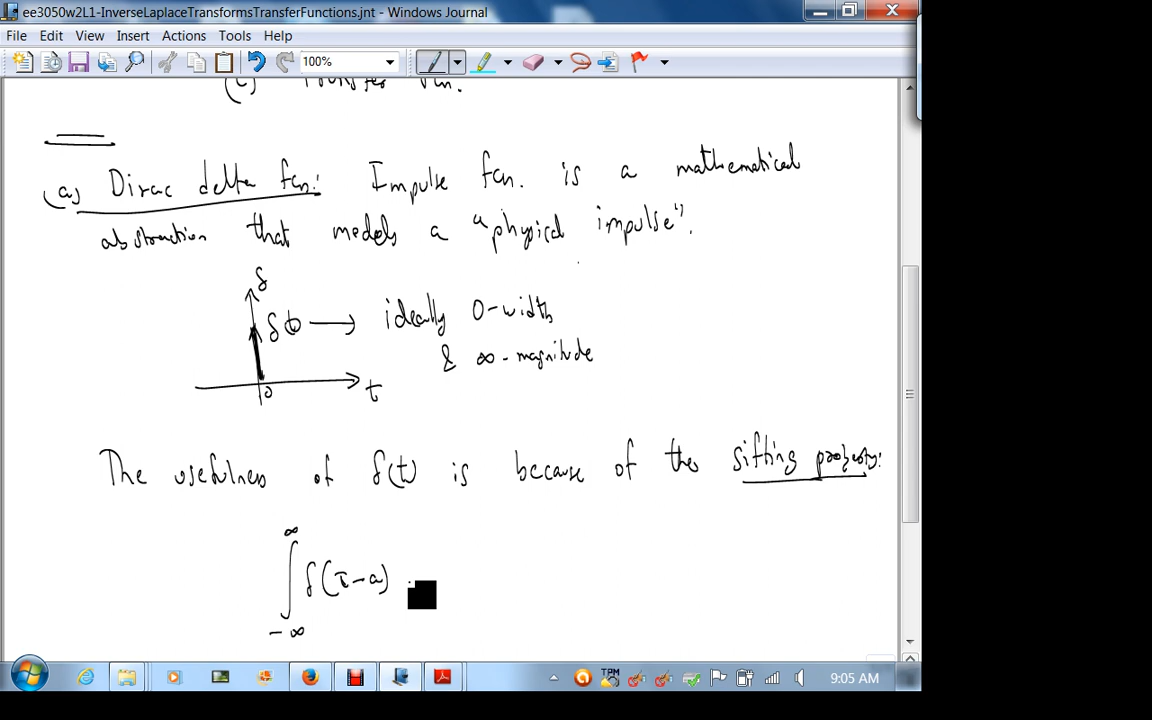 ee3050w2L1-InverseLaplaceTransformsTransferFunctions.jnt - Windows Journal
File Edit View Insert Actions Tools Help
100%
(c) Transfer fcn.
(a) Dirac delta fcn: Impulse fcn. is a mathematical
abstraction that models a "physical impulse".
δ
δ(t) → ideally 0-width
& ∞-magnitude
0 t
The usefulness of δ(t) is because of the sifting property:
∞
∫ δ(τ-a)
-∞
9:05 AM